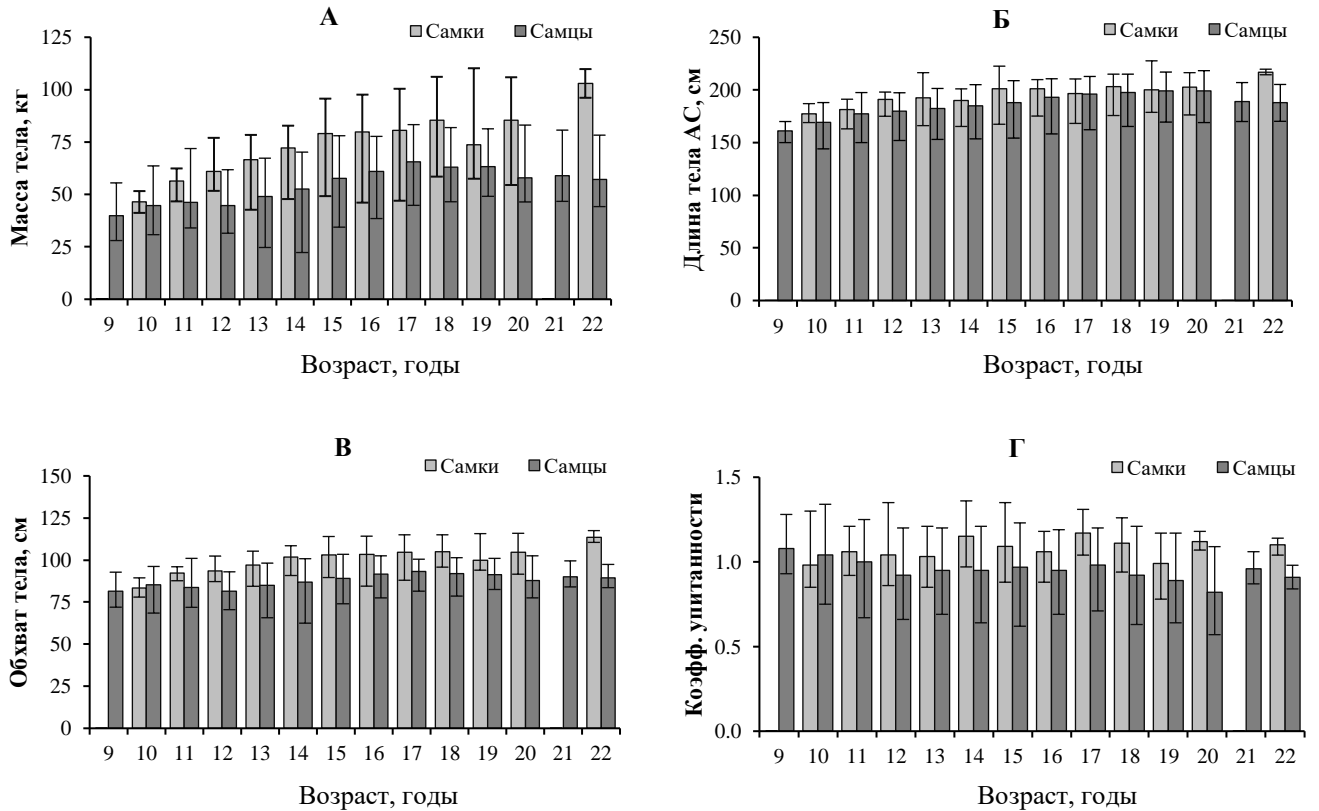 А
Самки Самцы
Масса тела, кг
125
100
75
50
25
0
9 10 11 12 13 14 15 16 17 18 19 20 21 22
Возраст, годы
Б
Самки Самцы
Длина тела АС, см
250
200
150
100
50
0
9 10 11 12 13 14 15 16 17 18 19 20 21 22
Возраст, годы
В
Самки Самцы
Обхват тела, см
150
125
100
75
50
25
0
9 10 11 12 13 14 15 16 17 18 19 20 21 22
Возраст, годы
Г
Самки Самцы
Коэфф. упитанности
1.5
1.0
0.5
0.0
9 10 11 12 13 14 15 16 17 18 19 20 21 22
Возраст, годы